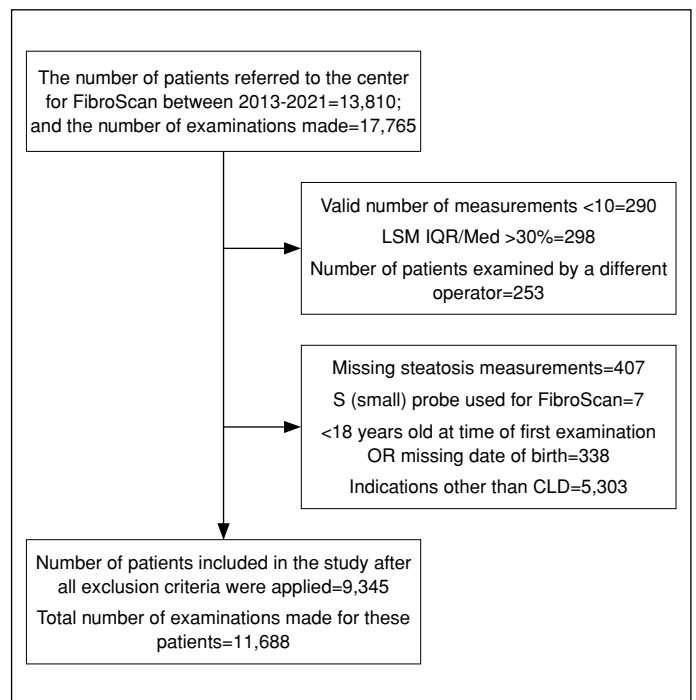 The number of patients referred to the center
for FibroScan between 2013-2021=13,810;
and the number of examinations made=17,765
Valid number of measurements <10=290
LSM IQR/Med >30%=298
Number of patients examined by a different
operator=253
Missing steatosis measurements=407
S (small) probe used for FibroScan=7
<18 years old at time of first examination
OR missing date of birth=338
Indications other than CLD=5,303
Number of patients included in the study after
all exclusion criteria were applied=9,345
Total number of examinations made for these
patients=11,688